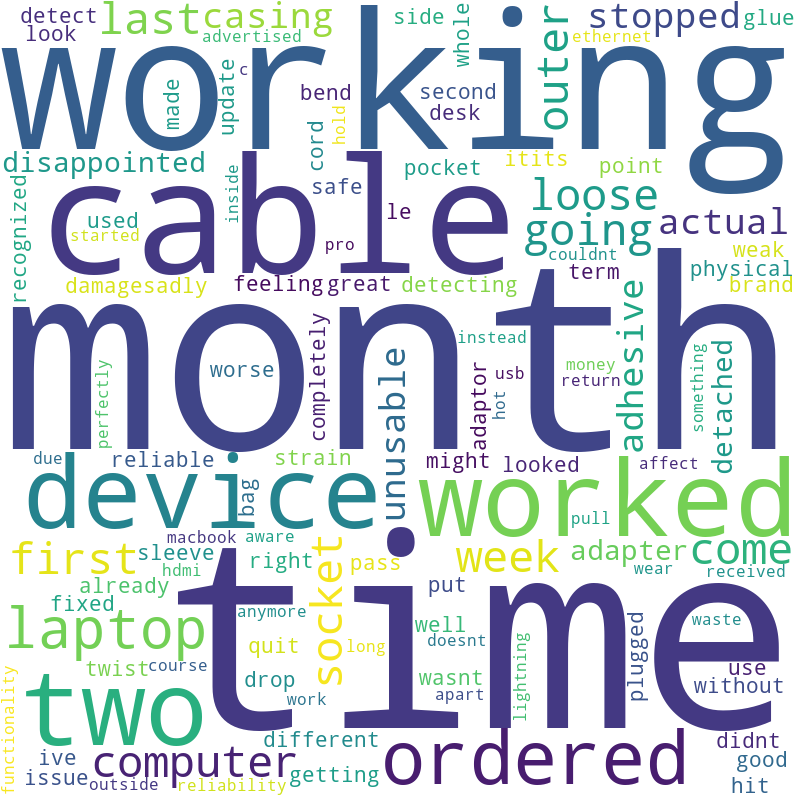 detect
last
casing
side
whole
outer
stopped
glue
look
advertised
ethernet
working
c
made
update
bend
second
desk
hold
cord
disappointed
pocket
itits
point
recognized
inside
safe
cable
loose
actual
used
le
started
pro
going
couldnt
weak
term
physical
damagesadly
feeling
great
detecting
brand
month
adhesive
perfectly
completely
instead
something
detached
worse
unusable
adaptor
usb
hot
money
return
due
reliable
strain
might
looked
affect
device
bag
worked
pull
macbook
aware
first
sleeve
hdmi
right
socket
pass
week
adapter
come
already
put
wear
received
time
fixed
anymore
laptop
well
doesnt
lightning
plugged
waste
quit
long
twist
course
wasnt
apart
use
functionality
two
drop
work
without
different
didnt
ive
computer
ordered
good
issue
outside
reliability
getting
hit